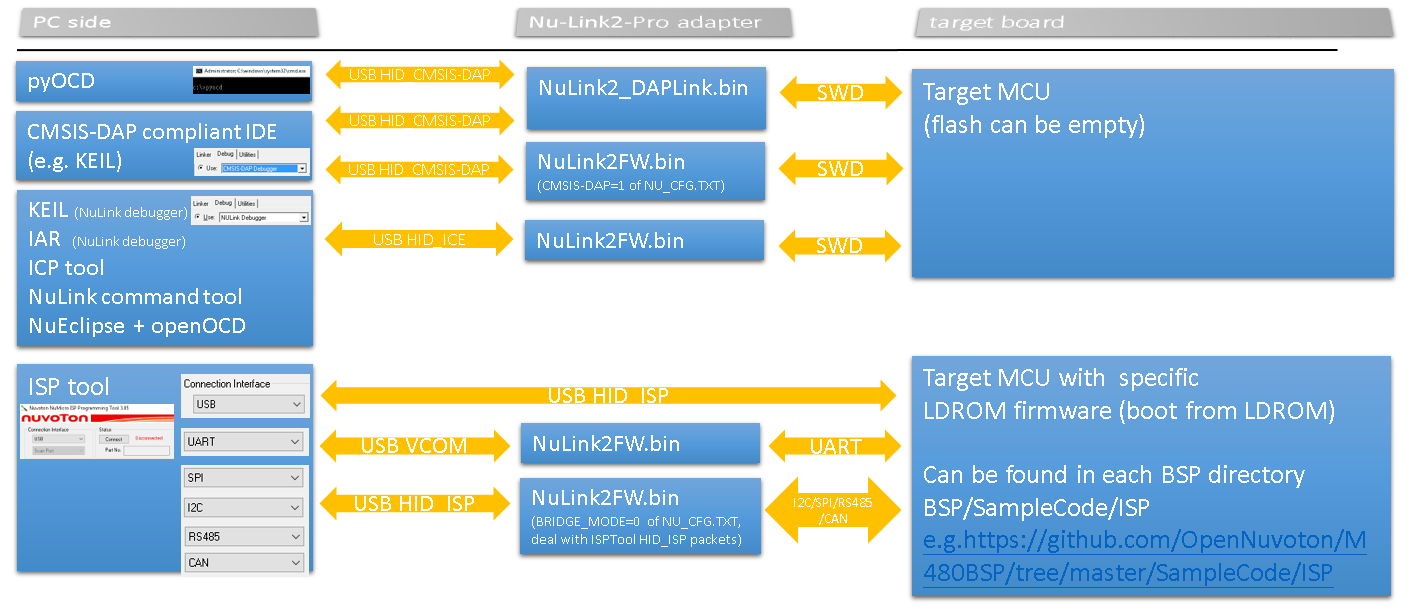 PC side
Nu-Link2-Pro adapter
target board
pyOCD
Administrator: C:\windows\system32\cmd.exe
c:\>pyocd
USB HID CMSIS-DAP
USB HID CMSIS-DAP
NuLink2_DAPLink.bin
SWD
Target MCU
(flash can be empty)
CMSIS-DAP compliant IDE
(e.g. KEIL)
Linker Debug Utilities
Use: CMSIS-DAP Debugger
USB HID CMSIS-DAP
NuLink2FW.bin
(CMSIS-DAP=1 of NU_CFG.TXT)
SWD
KEIL (NuLink debugger)
Linker Debug Utilities
Use: NULink Debugger
IAR (NuLink debugger)
ICP tool
NuLink command tool
NuEclipse + openOCD
USB HID_ICE
NuLink2FW.bin
SWD
ISP tool
Nuvoton NuMicro ISP Programming Tool 3.05
nuvoTon
Connection Interface
USB
Scan Port
Status
Connect
Disconnected
Part No.
Connection Interface
USB
UART
SPI
I2C
RS485
CAN
USB HID ISP
USB VCOM
NuLink2FW.bin
UART
USB HID ISP
NuLink2FW.bin
(BRIDGE_MODE=0 of NU_CFG.TXT,
deal with ISPTool HID_ISP packets)
I2C/SPI/RS485
/CAN
Target MCU with specific
LDROM firmware (boot from LDROM)
Can be found in each BSP directory
BSP/SampleCode/ISP
e.g.https://github.com/OpenNuvoton/M
480BSP/tree/master/SampleCode/ISP